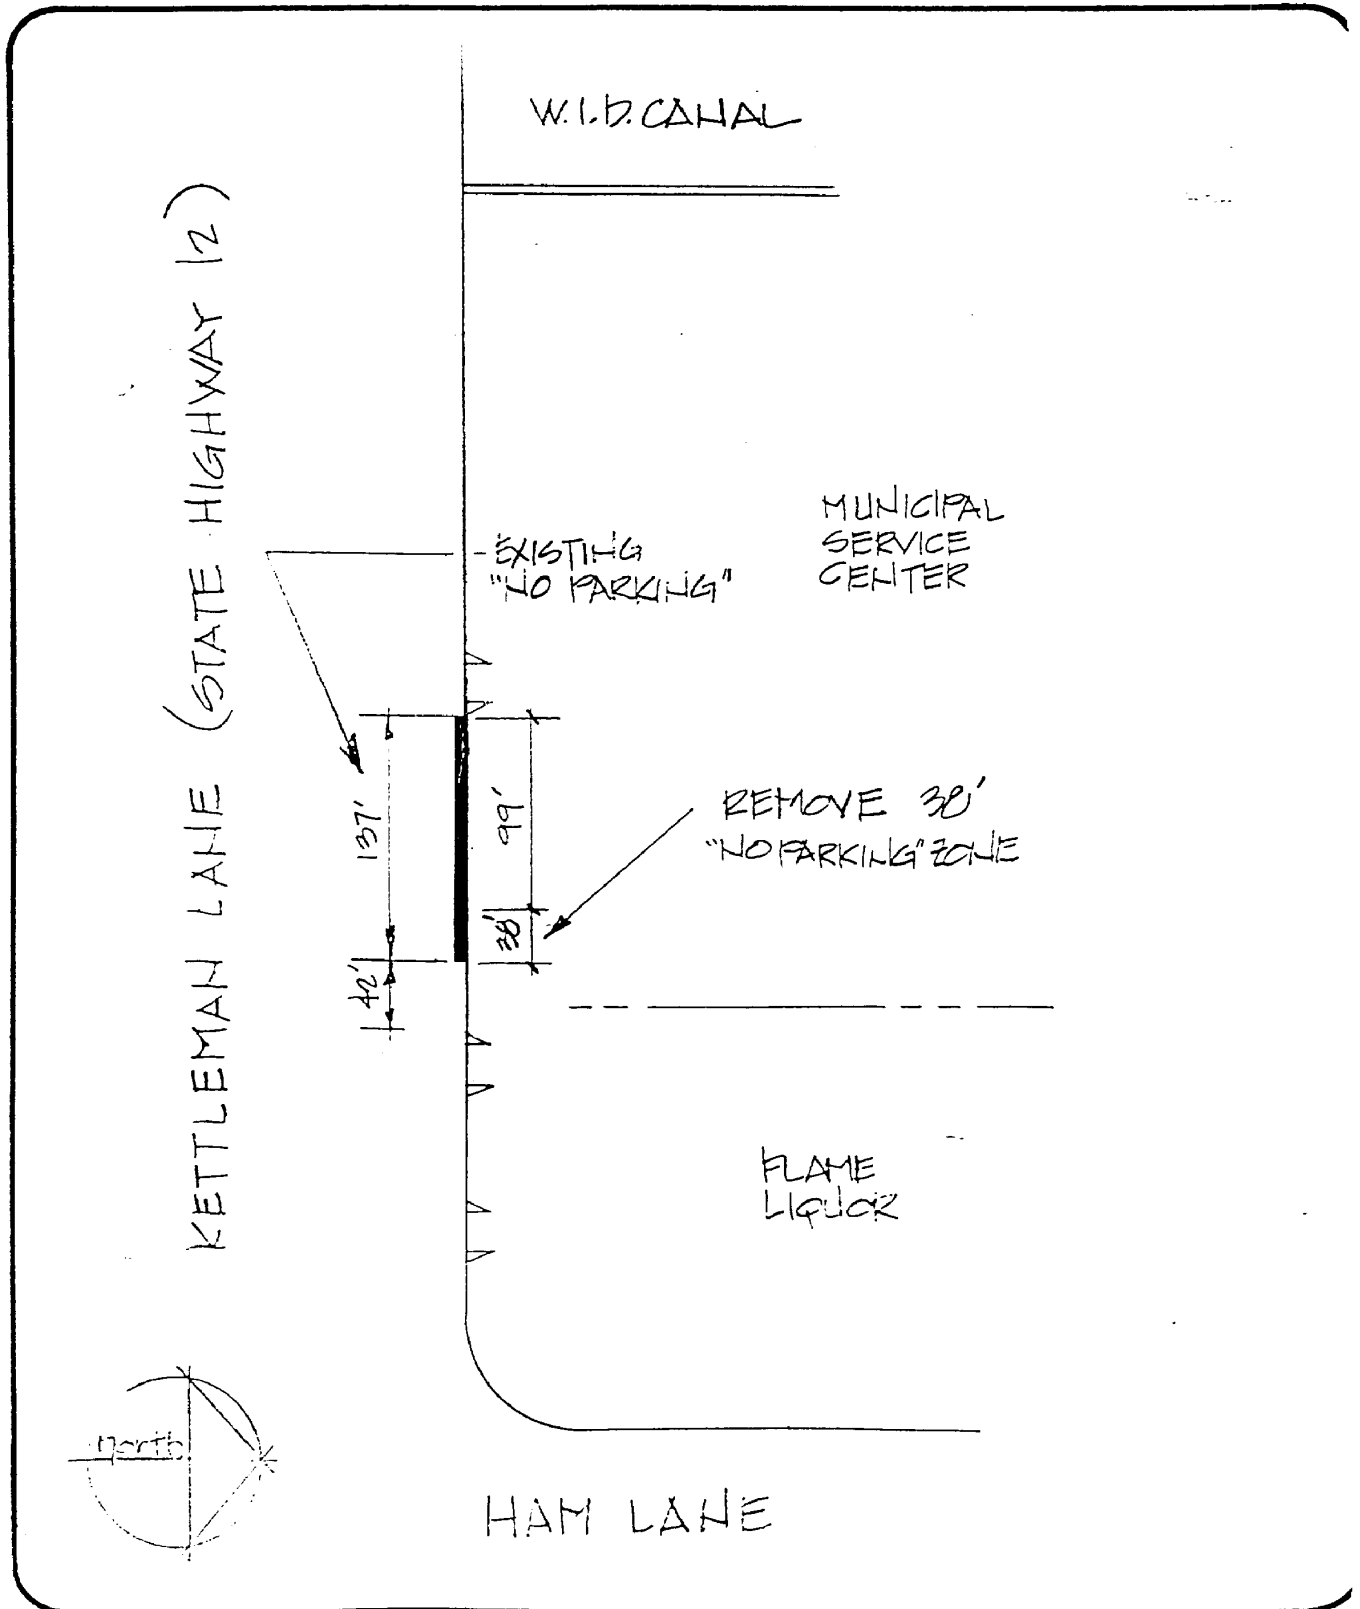 W.I.D. CANAL
KETTLEMAN LANE (STATE HIGHWAY 12)
EXISTING
"NO PARKING"
MUNICIPAL
SERVICE
CENTER
137'
99'
REMOVE 38'
"NO PARKING" ZONE
38'
42'
FLAME
LIQUOR
north
HAM LANE